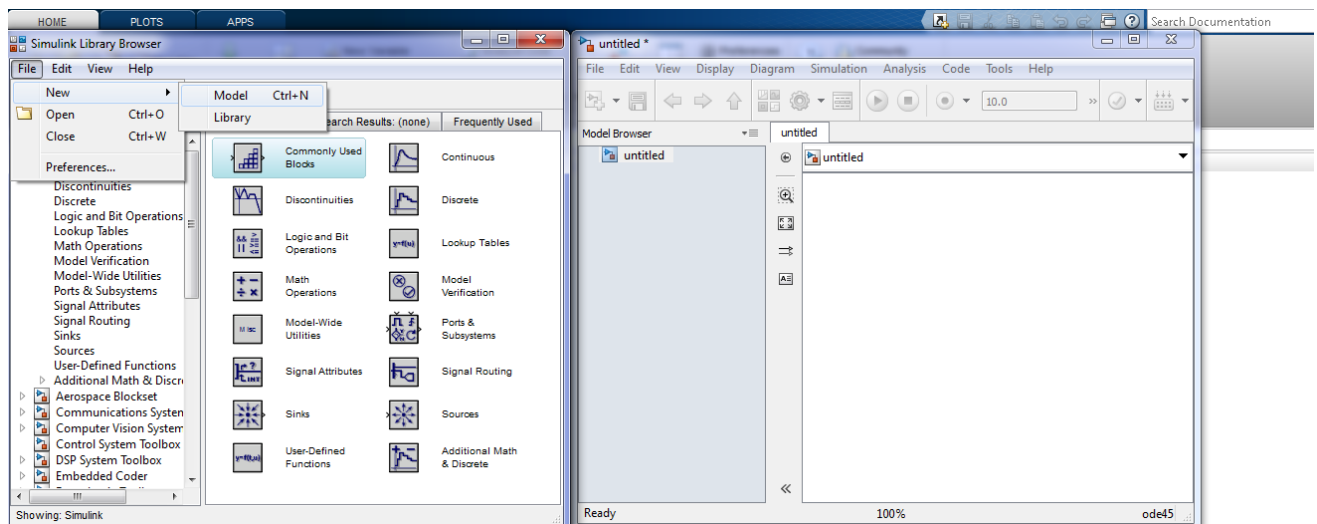 HOME PLOTS APPS Search Documentation
Simulink Library Browser
File Edit View Help
New
Open Ctrl+O
Close Ctrl+W
Preferences...
Model Ctrl+N
Library
earch Results: (none) Frequently Used
Discontinuities
Discrete
Logic and Bit Operations
Lookup Tables
Math Operations
Model Verification
Model-Wide Utilities
Ports & Subsystems
Signal Attributes
Signal Routing
Sinks
Sources
User-Defined Functions
Additional Math & Discr
Aerospace Blockset
Communications System
Computer Vision System
Control System Toolbox
DSP System Toolbox
Embedded Coder
Commonly Used
Blocks
Continuous
Discontinuities
Discrete
Logic and Bit
Operations
y=f(u)
Lookup Tables
Math
Operations
Model
Verification
Misc
Model-Wide
Utilities
Ports &
Subsystems
Signal Attributes
Signal Routing
Sinks
Sources
User-Defined
Functions
Additional Math
& Discrete
Showing: Simulink
untitled *
File Edit View Display Diagram Simulation Analysis Code Tools Help
10.0
Model Browser
untitled
untitled
untitled
Ready 100% ode45